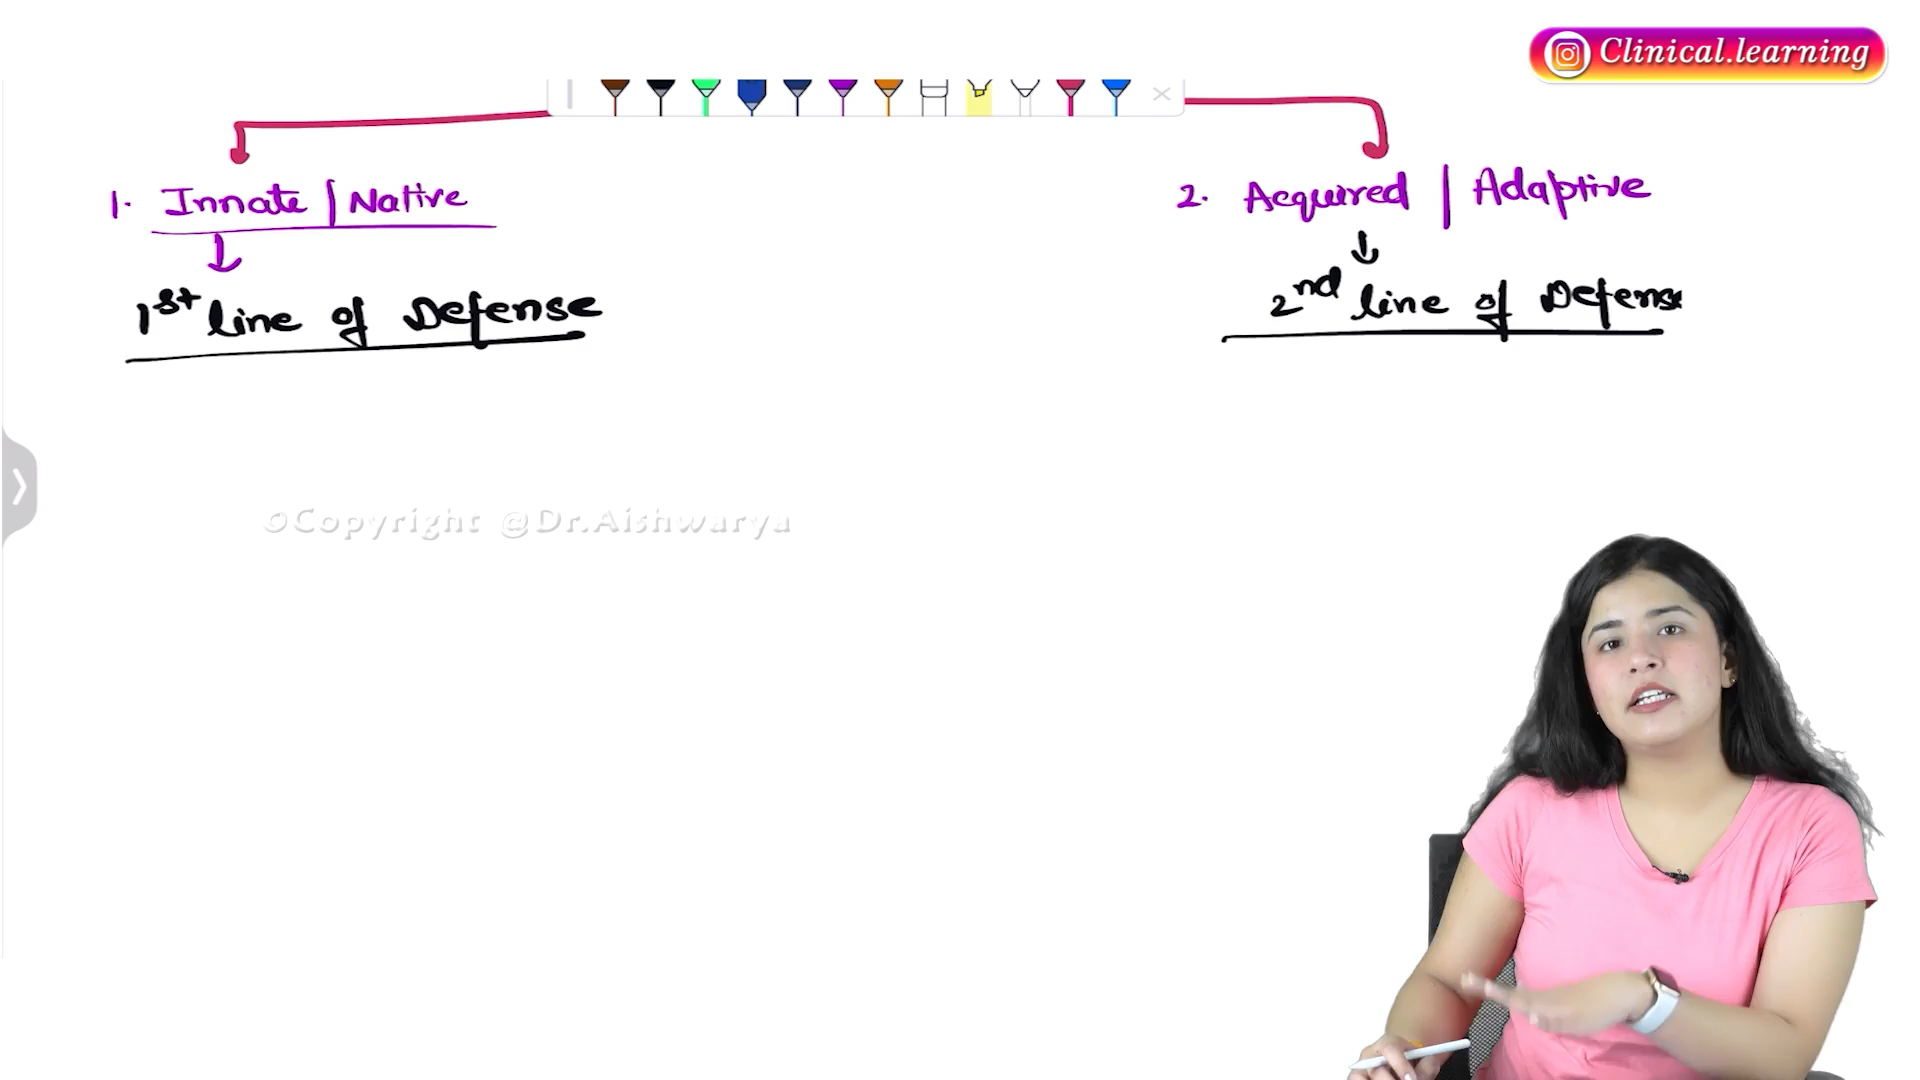 Clinical.learning
1. Innate | Native
2. Acquired | Adaptive
1st line of Defense
2nd line of Defense
©Copyright @Dr.Aishwarya